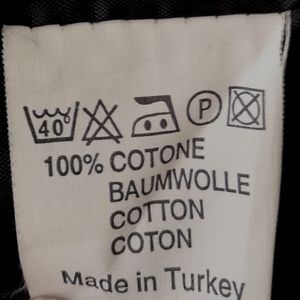 40° P
100% COTONE
BAUMWOLLE
COTTON
COTON
Made in Turkey